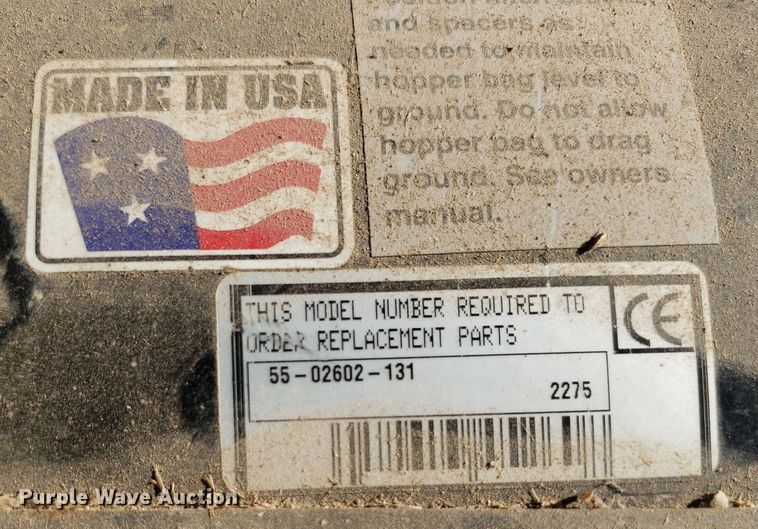 MADE IN USA
and spacers as
needed to maintain
hopper bag level to
ground. Do not allow
hopper bag to drag
ground. See owners
manual.
THIS MODEL NUMBER REQUIRED TO
ORDER REPLACEMENT PARTS
CE
55-02602-131
2275
Purple Wave Auction